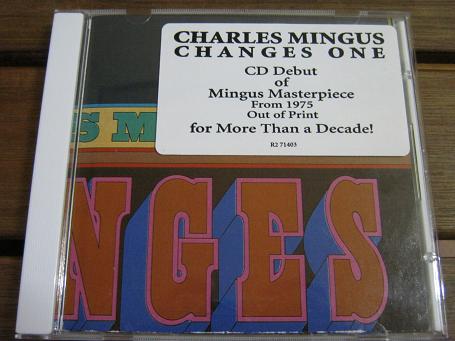 CHARLES MINGUS
CHANGES ONE
CD Debut
of
Mingus Masterpiece
From 1975
Out of Print
for More Than a Decade!
R2 71403
S M
NGES